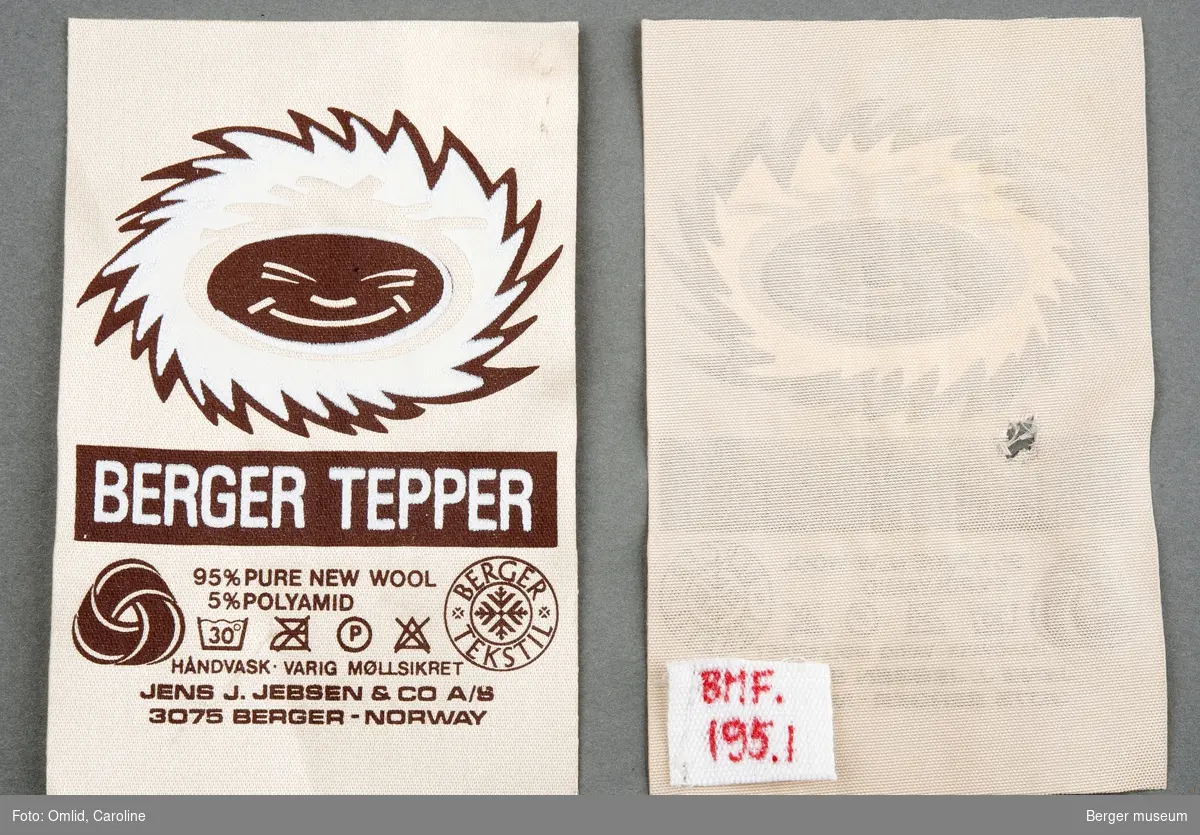 BERGER TEPPER
95% PURE NEW WOOL
5% POLYAMID
30°
P
HÅNDVASK · VARIG MØLLSIKRET
BERGER
TEKSTIL
JENS J. JEBSEN & CO A/S
3075 BERGER - NORWAY
BMF.
195.1
Foto: Omlid, Caroline
Berger museum